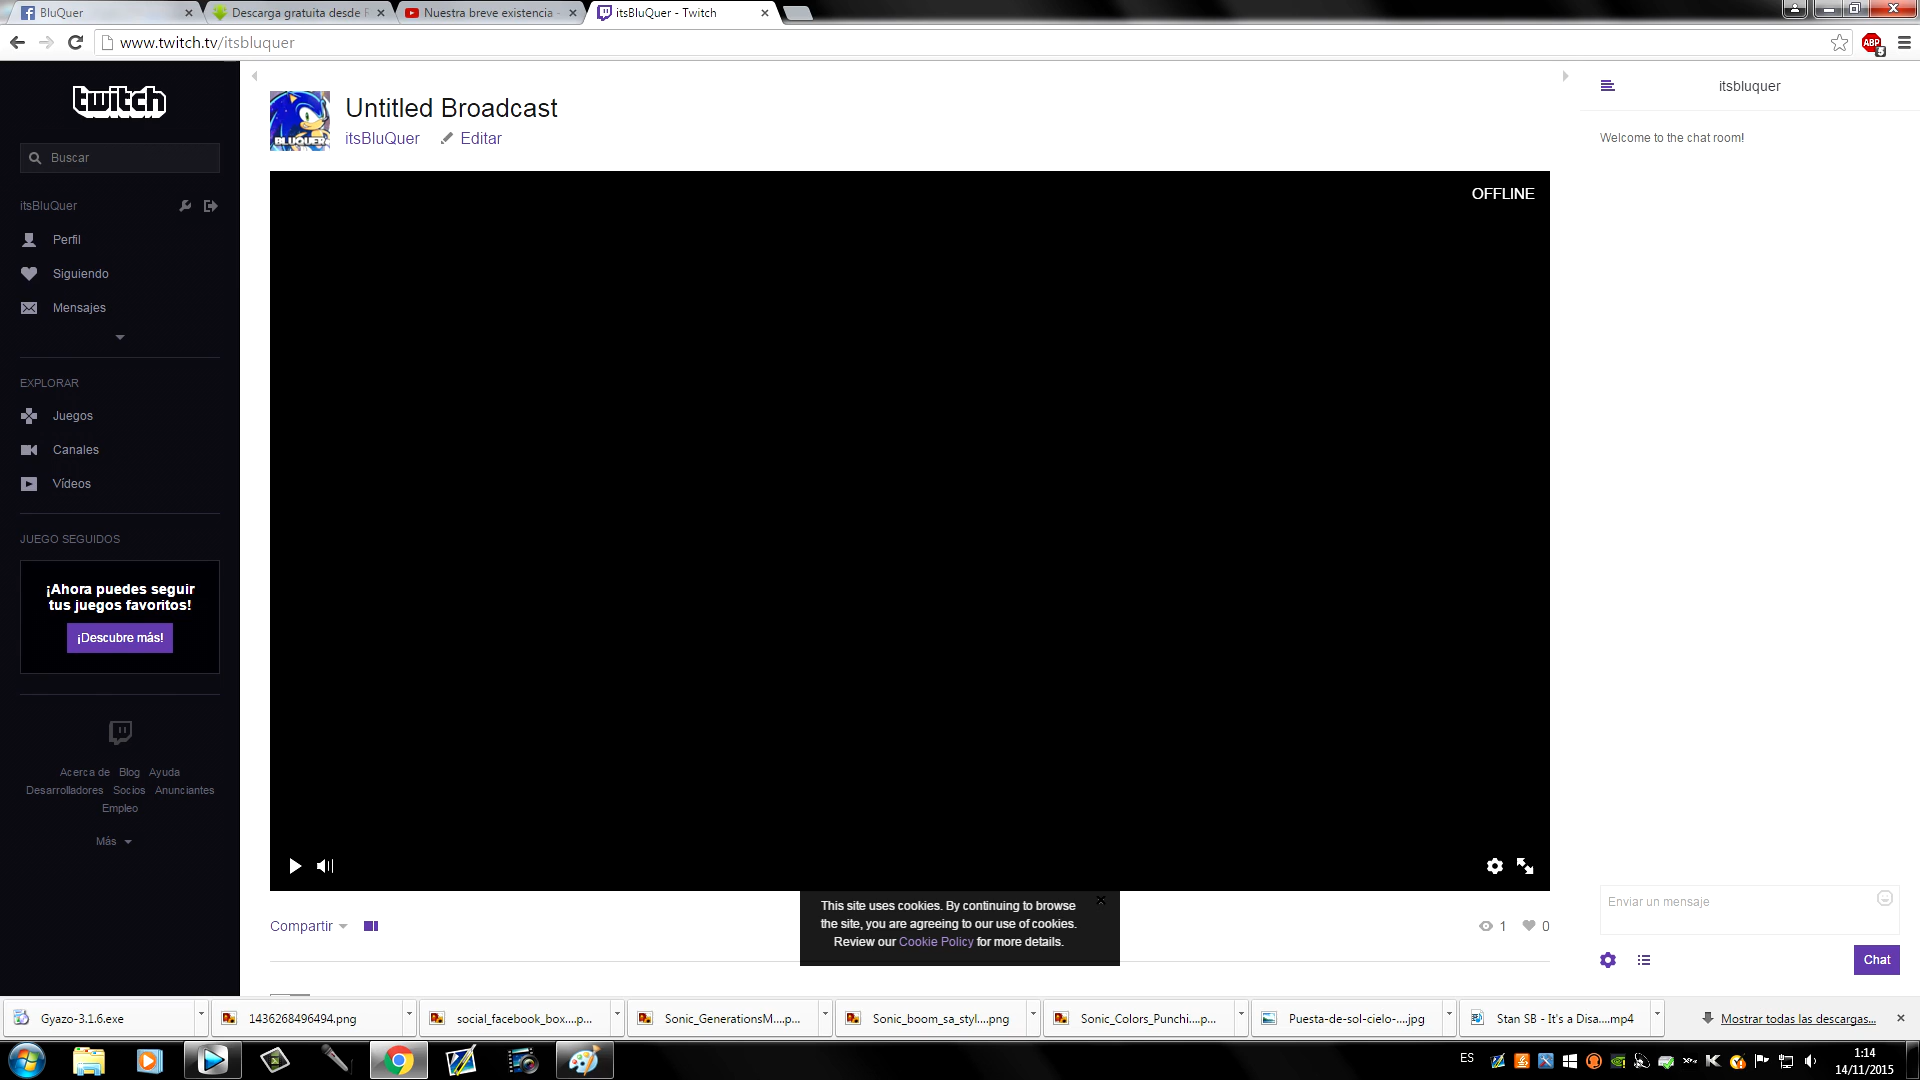 BluQuer
Descarga gratuita desde
Nuestra breve existencia
itsBluQuer - Twitch
www.twitch.tv/itsbluquer
ABP
twitch
Buscar
itsBluQuer
Perfil
Siguiendo
Mensajes
EXPLORAR
Juegos
Canales
Vídeos
JUEGO SEGUIDOS
¡Ahora puedes seguir
tus juegos favoritos!
¡Descubre más!
Acerca de Blog Ayuda
Desarrolladores Socios Anunciantes
Empleo
Más
BLUQUER
Untitled Broadcast
itsBluQuer Editar
OFFLINE
Compartir
1 0
This site uses cookies. By continuing to browse
the site, you are agreeing to our use of cookies.
Review our Cookie Policy for more details.
itsbluquer
Welcome to the chat room!
Enviar un mensaje
Chat
Gyazo-3.1.6.exe
1436268496494.png
social_facebook_box....p...
Sonic_GenerationsM....p...
Sonic_boom_sa_styl....png
Sonic_Colors_Punchi....p...
Puesta-de-sol-cielo-....jpg
Stan SB - It's a Disa....mp4
Mostrar todas las descargas...
ES
1:14
14/11/2015